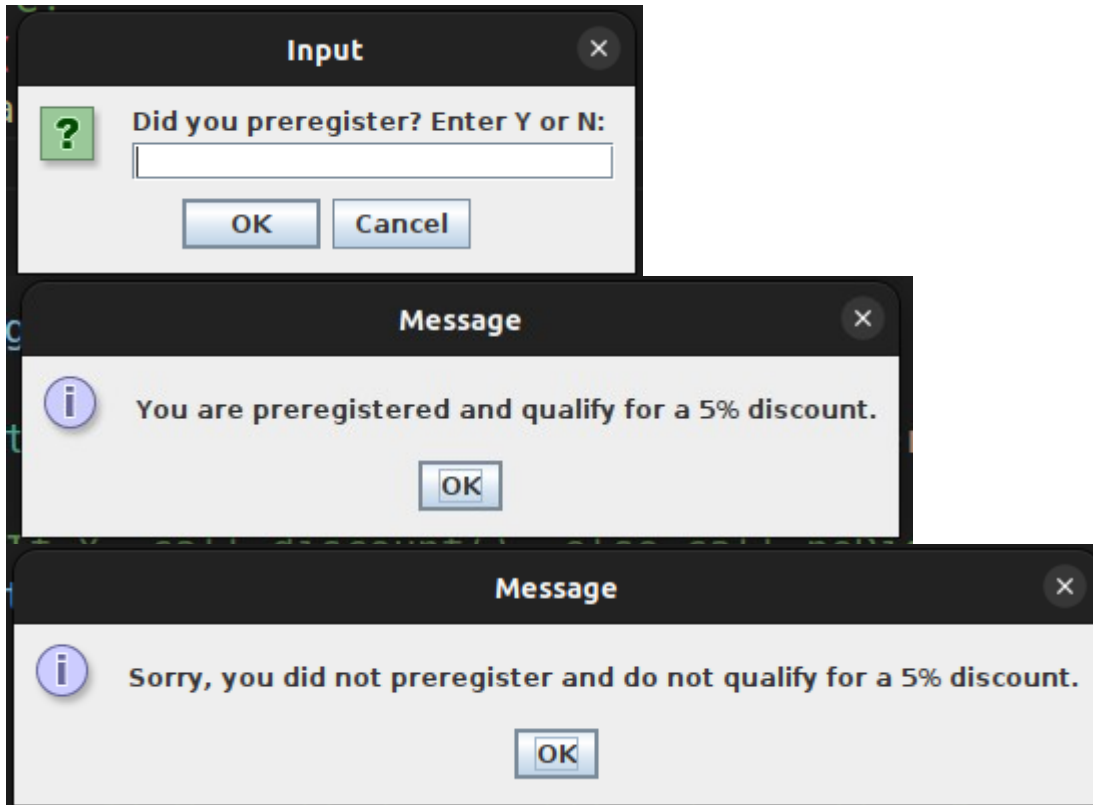 Input
Did you preregister? Enter Y or N:
OK Cancel
Message
You are preregistered and qualify for a 5% discount.
OK
Message
Sorry, you did not preregister and do not qualify for a 5% discount.
OK